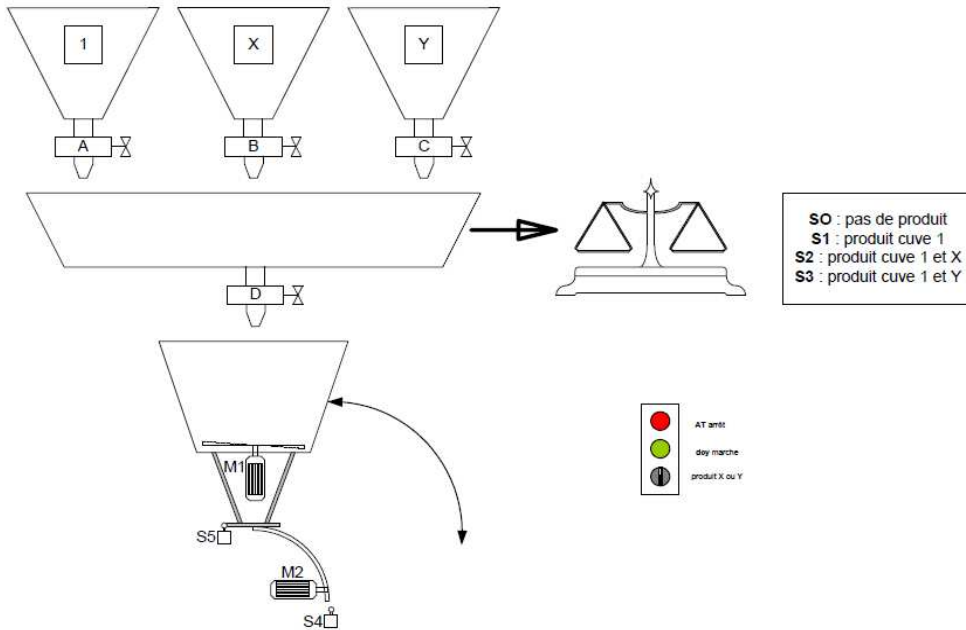 1
X
Y
A
B
C
SO : pas de produit
S1 : produit cuve 1
S2 : produit cuve 1 et X
S3 : produit cuve 1 et Y
D
AT arrêt
dcy marche
produit X ou Y
M1
S5
M2
S4